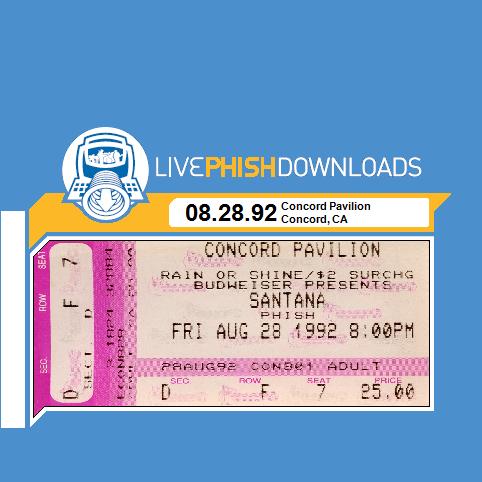 LIVEPHISHDOWNLOADS
08.28.92
Concord Pavilion
Concord, CA
CONCORD PAVILION
RAIN OR SHINE/$2 SURCHG
BUDWEISER PRESENTS
SANTANA
PHISH
FRI AUG 28 1992 8:00PM
28AUG92 CON901 ADULT
SEC. ROW SEAT PRICE
D F 7 25.00
SEAT 7
ROW F
SEC. D
SECT D